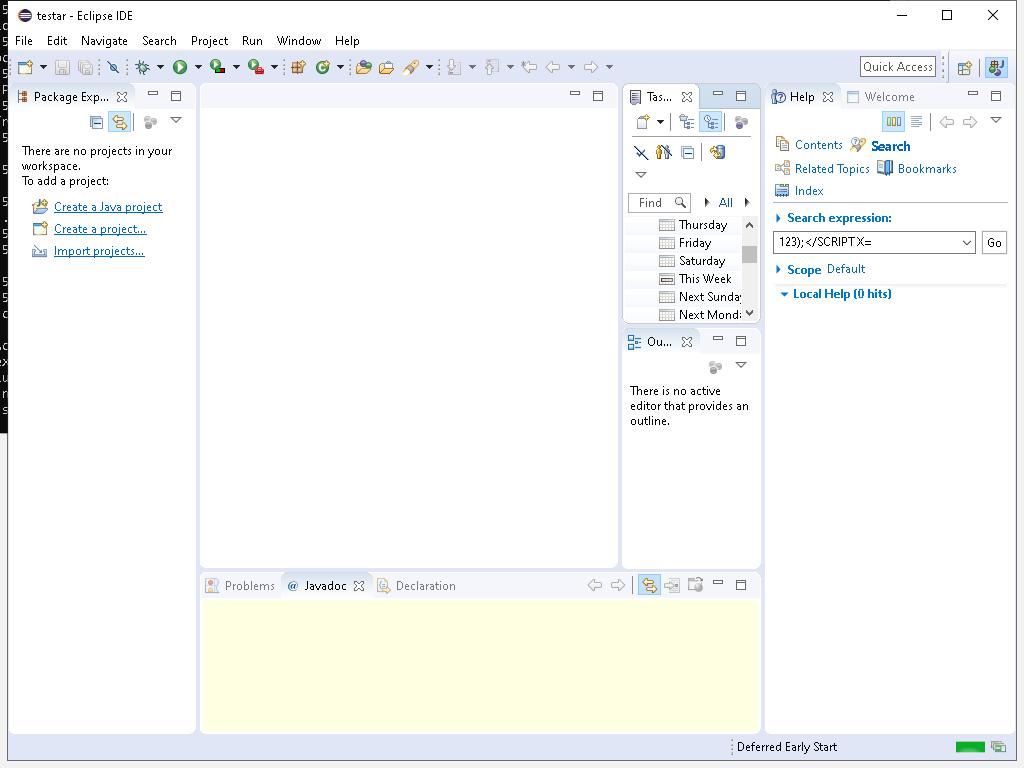 testar - Eclipse IDE
File Edit Navigate Search Project Run Window Help
Quick Access
Package Exp...
There are no projects in your
workspace.
To add a project:
Create a Java project
Create a project...
Import projects...
Tas...
Find
All
Thursday
Friday
Saturday
This Week
Next Sunday
Next Mond
Ou...
There is no active
editor that provides an
outline.
Help Welcome
Contents Search
Related Topics Bookmarks
Index
Search expression:
123);</SCRIPT X=
Go
Scope Default
Local Help (0 hits)
Problems @ Javadoc Declaration
Deferred Early Start